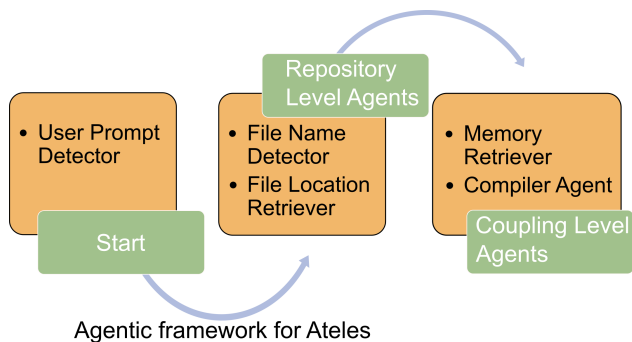 • User Prompt
Detector
Start
Repository
Level Agents
• File Name
Detector
• File Location
Retriever
• Memory
Retriever
• Compiler Agent
Coupling Level
Agents
Agentic framework for Ateles